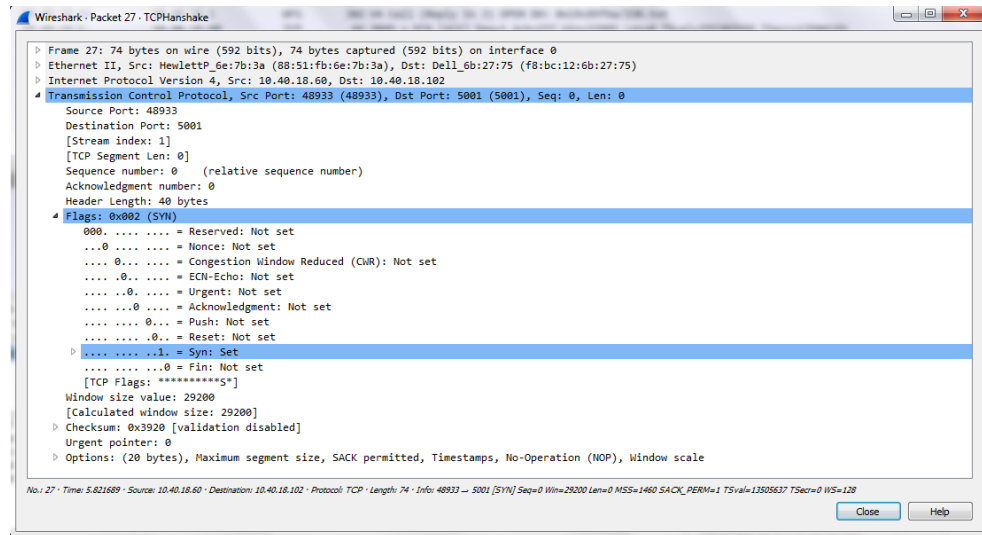 Wireshark · Packet 27 · TCPHanshake
Frame 27: 74 bytes on wire (592 bits), 74 bytes captured (592 bits) on interface 0
Ethernet II, Src: HewlettP_6e:7b:3a (88:51:fb:6e:7b:3a), Dst: Dell_6b:27:75 (f8:bc:12:6b:27:75)
Internet Protocol Version 4, Src: 10.40.18.60, Dst: 10.40.18.102
Transmission Control Protocol, Src Port: 48933 (48933), Dst Port: 5001 (5001), Seq: 0, Len: 0
Source Port: 48933
Destination Port: 5001
[Stream index: 1]
[TCP Segment Len: 0]
Sequence number: 0    (relative sequence number)
Acknowledgment number: 0
Header Length: 40 bytes
Flags: 0x002 (SYN)
000. .... .... = Reserved: Not set
...0 .... .... = Nonce: Not set
.... 0... .... = Congestion Window Reduced (CWR): Not set
.... .0.. .... = ECN-Echo: Not set
.... ..0. .... = Urgent: Not set
.... ...0 .... = Acknowledgment: Not set
.... .... 0... = Push: Not set
.... .... .0.. = Reset: Not set
.... .... ..1. = Syn: Set
.... .... ...0 = Fin: Not set
[TCP Flags: **********S*]
Window size value: 29200
[Calculated window size: 29200]
Checksum: 0x3920 [validation disabled]
Urgent pointer: 0
Options: (20 bytes), Maximum segment size, SACK permitted, Timestamps, No-Operation (NOP), Window scale
No.: 27 · Time: 5.821689 · Source: 10.40.18.60 · Destination: 10.40.18.102 · Protocol: TCP · Length: 74 · Info: 48933 → 5001 [SYN] Seq=0 Win=29200 Len=0 MSS=1460 SACK_PERM=1 TSval=13505637 TSecr=0 WS=128
Close Help